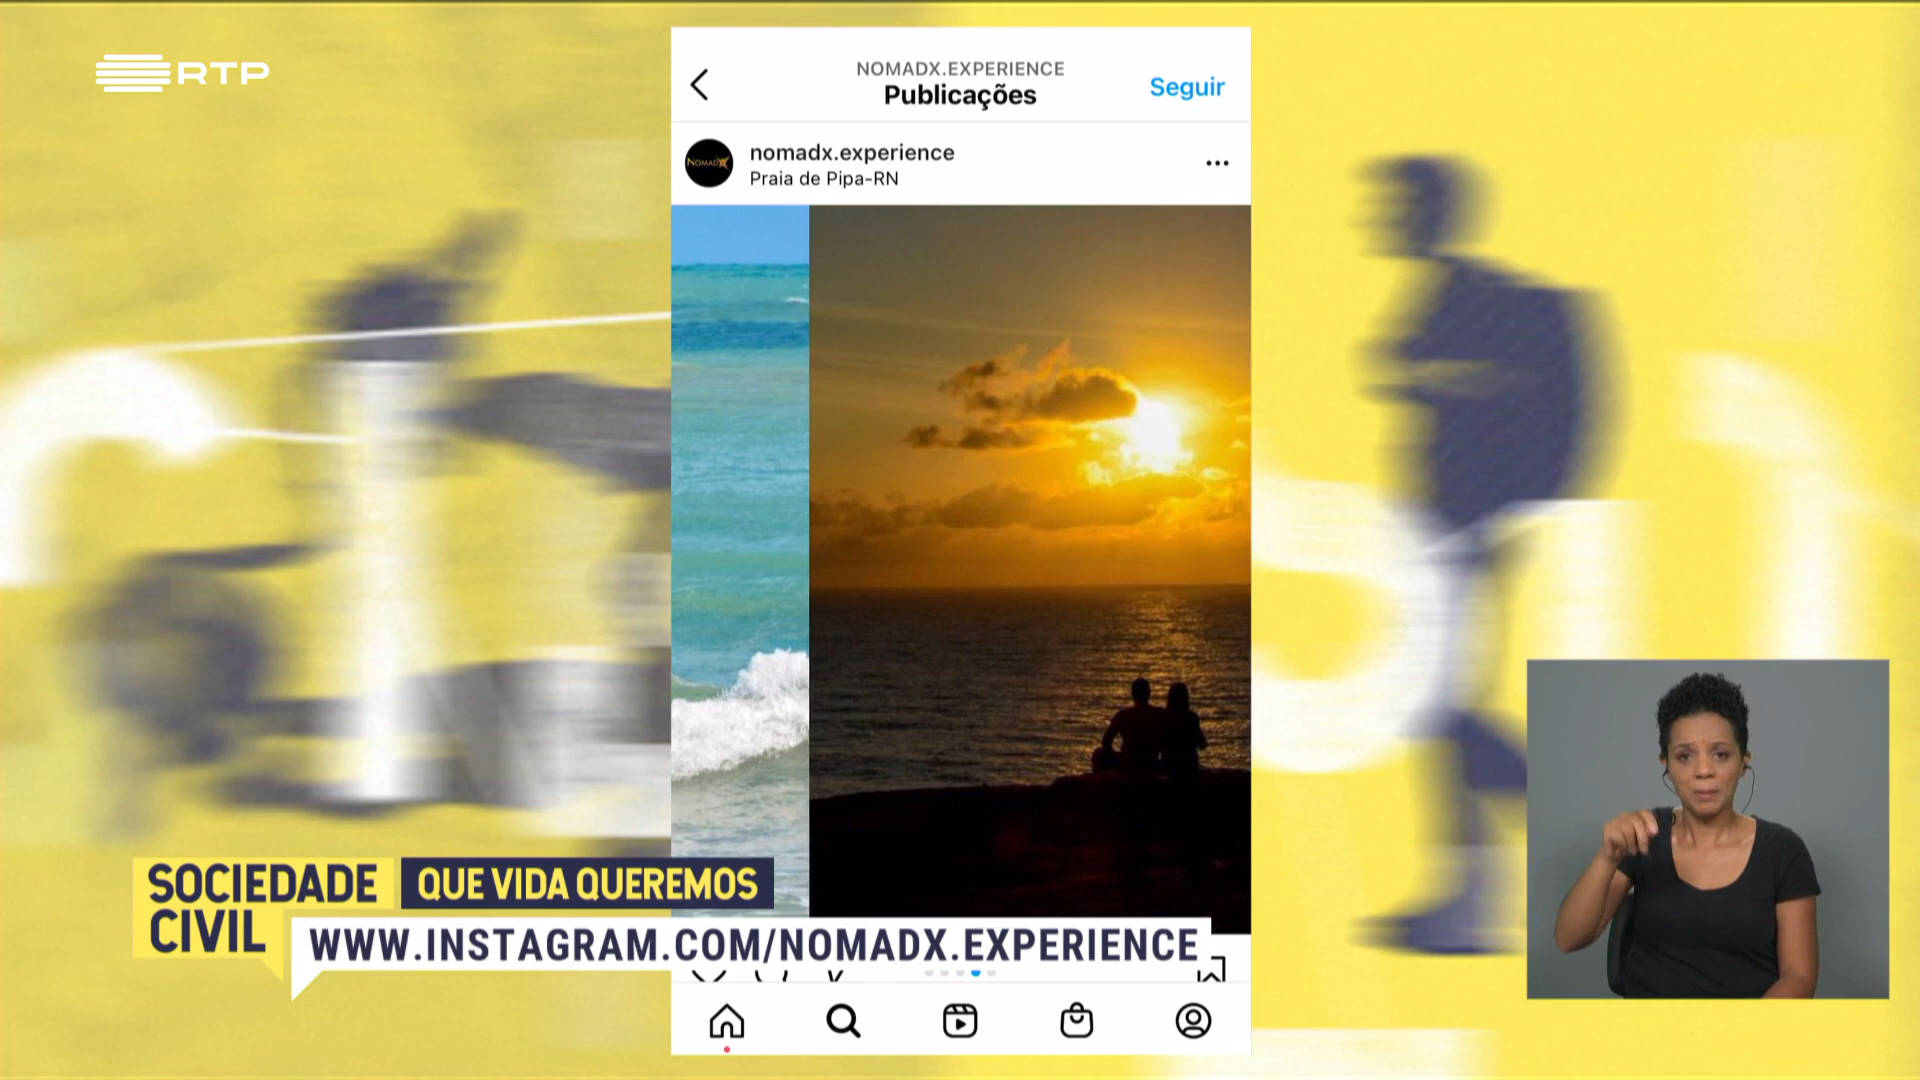 RTP
NOMADX.EXPERIENCE
Publicações
Seguir
NOMADX
nomadx.experience
Praia de Pipa-RN
SOCIEDADE
CIVIL
QUE VIDA QUEREMOS
WWW.INSTAGRAM.COM/NOMADX.EXPERIENCE